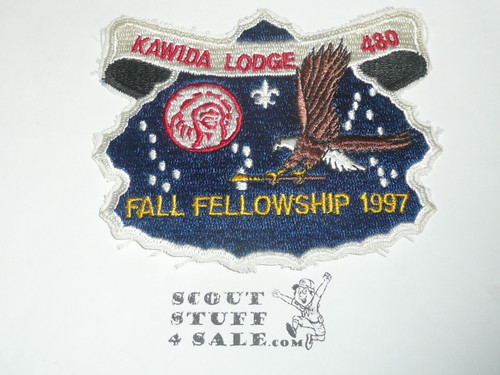 KAWIDA LODGE 480
FALL FELLOWSHIP 1997
SCOUT
STUFF
4 SALE.com